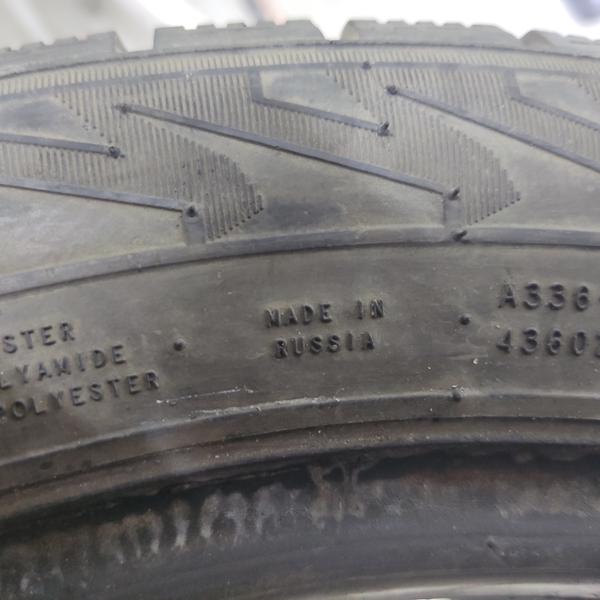 STER
LYAMIDE
POLYESTER
MADE IN
RUSSIA
A336
4360